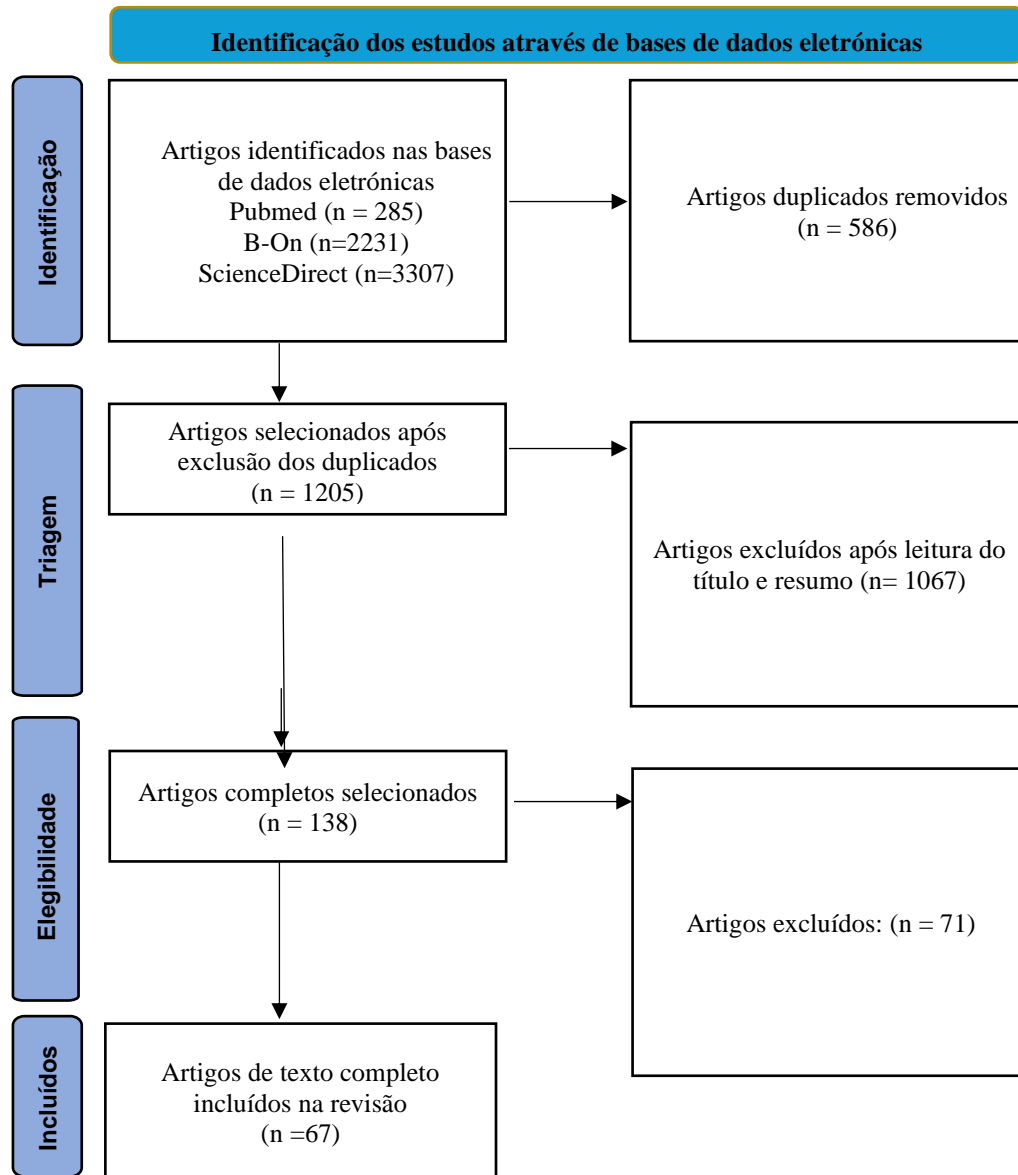 Identificação dos estudos através de bases de dados eletrónicas
Identificação
Artigos identificados nas bases
de dados eletrónicas
Pubmed (n = 285)
B-On (n=2231)
ScienceDirect (n=3307)
Artigos duplicados removidos
(n = 586)
Triagem
Artigos selecionados após
exclusão dos duplicados
(n = 1205)
Artigos excluídos após leitura do
título e resumo (n= 1067)
Elegibilidade
Artigos completos selecionados
(n = 138)
Artigos excluídos: (n = 71)
Incluídos
Artigos de texto completo
incluídos na revisão
(n =67)